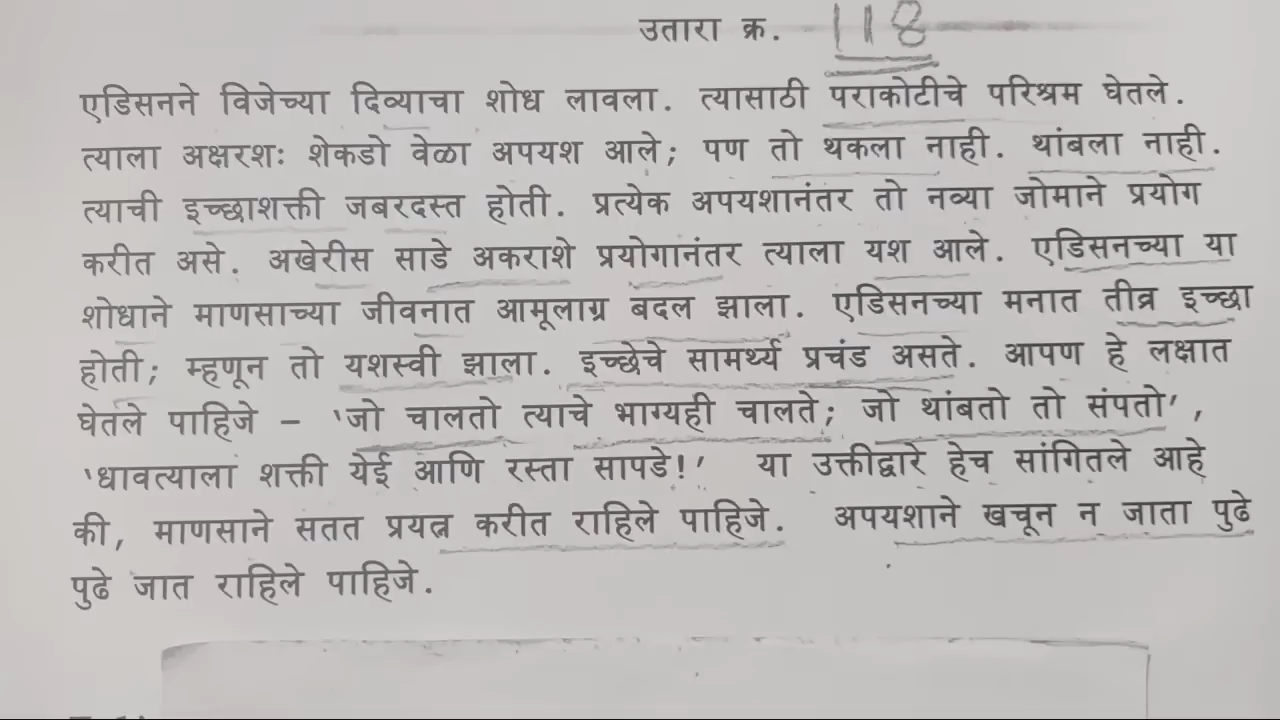 उतारा क्र. 118
एडिसनने विजेच्या दिव्याचा शोध लावला. त्यासाठी पराकोटीचे परिश्रम घेतले.
त्याला अक्षरशः शेकडो वेळा अपयश आले; पण तो थकला नाही. थांबला नाही.
त्याची इच्छाशक्ती जबरदस्त होती. प्रत्येक अपयशानंतर तो नव्या जोमाने प्रयोग
करीत असे. अखेरीस साडे अकराशे प्रयोगानंतर त्याला यश आले. एडिसनच्या या
शोधाने माणसाच्या जीवनात आमूलाग्र बदल झाला. एडिसनच्या मनात तीव्र इच्छा
होती; म्हणून तो यशस्वी झाला. इच्छेचे सामर्थ्य प्रचंड असते. आपण हे लक्षात
घेतले पाहिजे – 'जो चालतो त्याचे भाग्यही चालते; जो थांबतो तो संपतो',
'धावत्याला शक्ती येई आणि रस्ता सापडे!' या उक्तीद्वारे हेच सांगितले आहे
की, माणसाने सतत प्रयत्न करीत राहिले पाहिजे. अपयशाने खचून न जाता पुढे
पुढे जात राहिले पाहिजे.